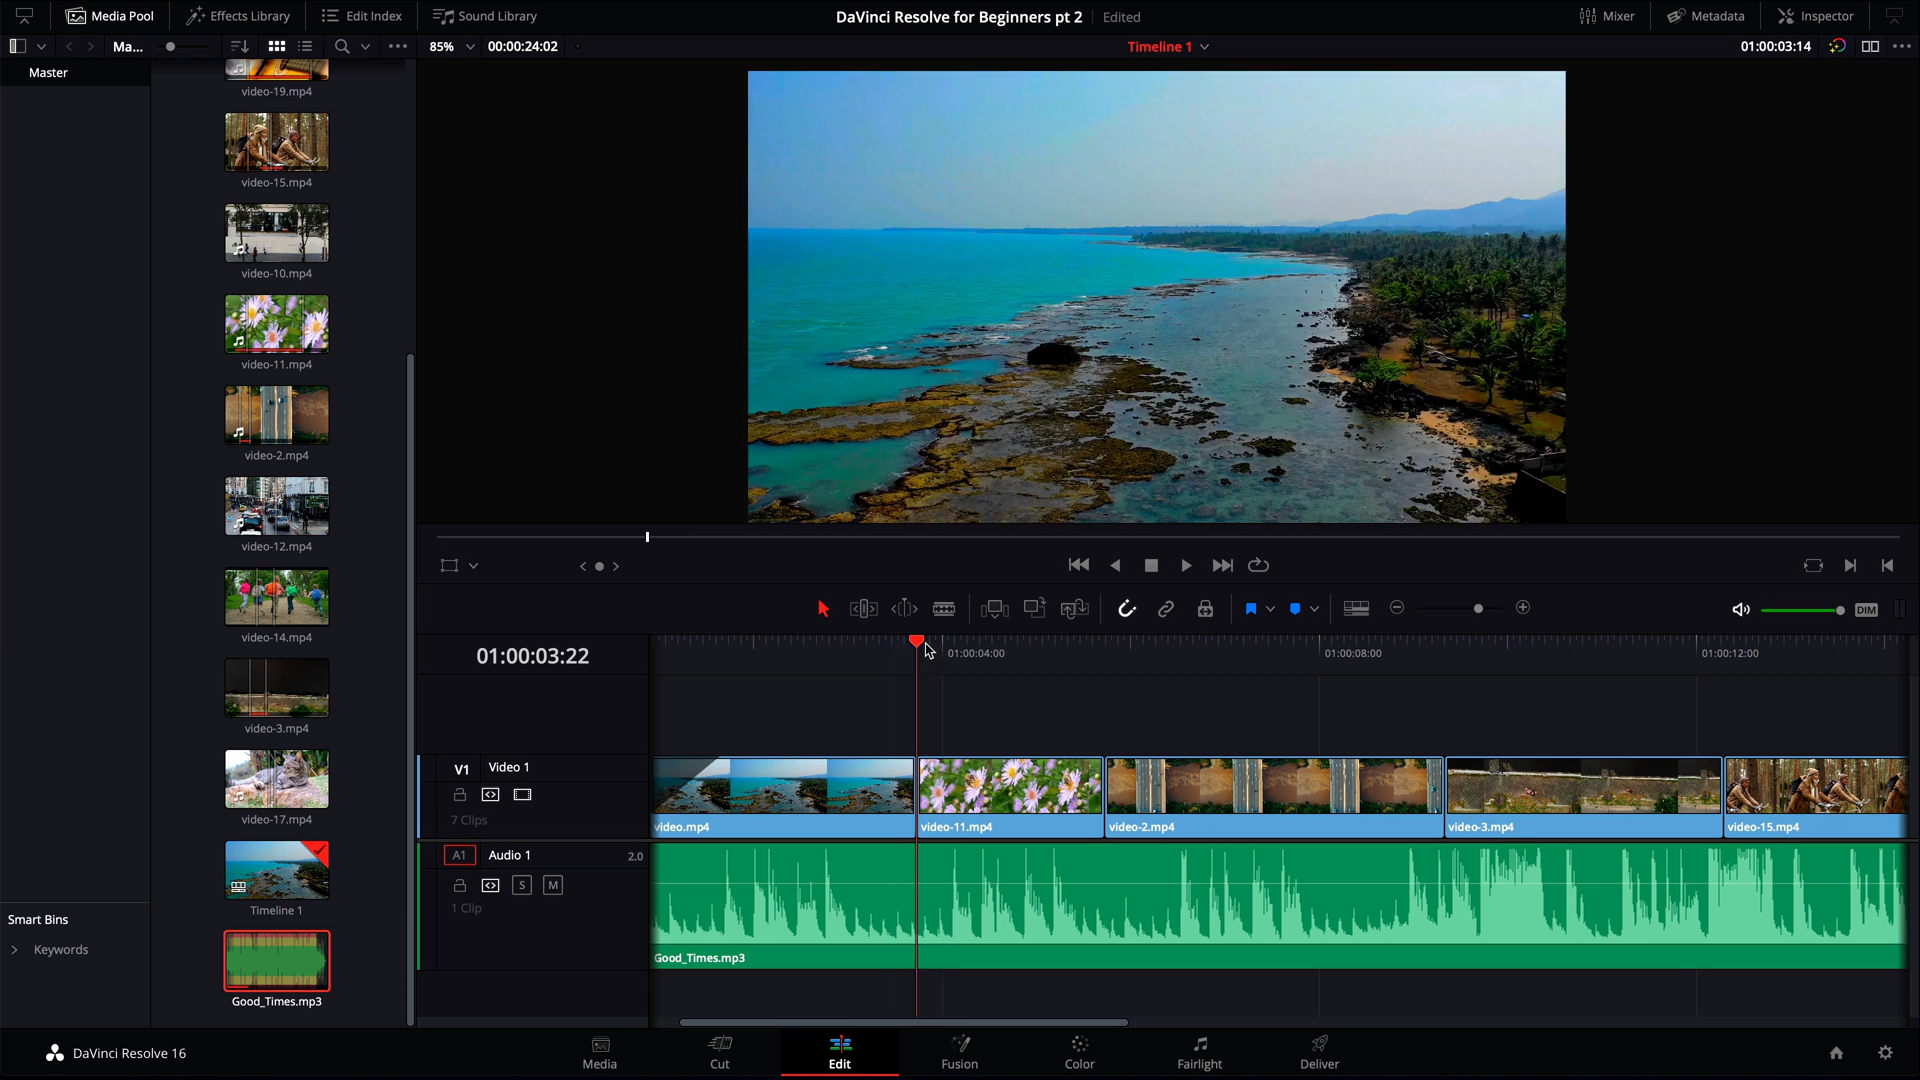 Media Pool
Effects Library
Edit Index
Sound Library
DaVinci Resolve for Beginners pt 2
Edited
Mixer
Metadata
Inspector
Ma...
85%
00:00:24:02
Timeline 1
01:00:03:14
Master
video-19.mp4
video-15.mp4
video-10.mp4
video-11.mp4
video-2.mp4
video-12.mp4
video-14.mp4
video-3.mp4
video-17.mp4
Timeline 1
Good_Times.mp3
Smart Bins
Keywords
DIM
01:00:03:22
01:00:04:00
01:00:08:00
01:00:12:00
V1
Video 1
7 Clips
video.mp4
video-11.mp4
video-2.mp4
video-3.mp4
video-15.mp4
A1
Audio 1
2.0
S
M
1 Clip
Good_Times.mp3
DaVinci Resolve 16
Media
Cut
Edit
Fusion
Color
Fairlight
Deliver